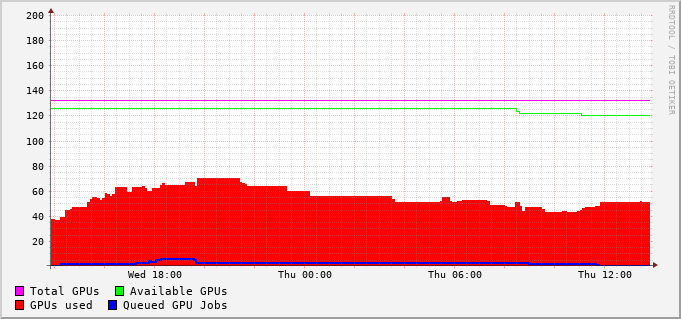 200
180
160
140
120
100
80
60
40
20
Wed 18:00 Thu 00:00 Thu 06:00 Thu 12:00
Total GPUs Available GPUs
GPUs used Queued GPU Jobs
RRDTOOL / TOBI OETIKER